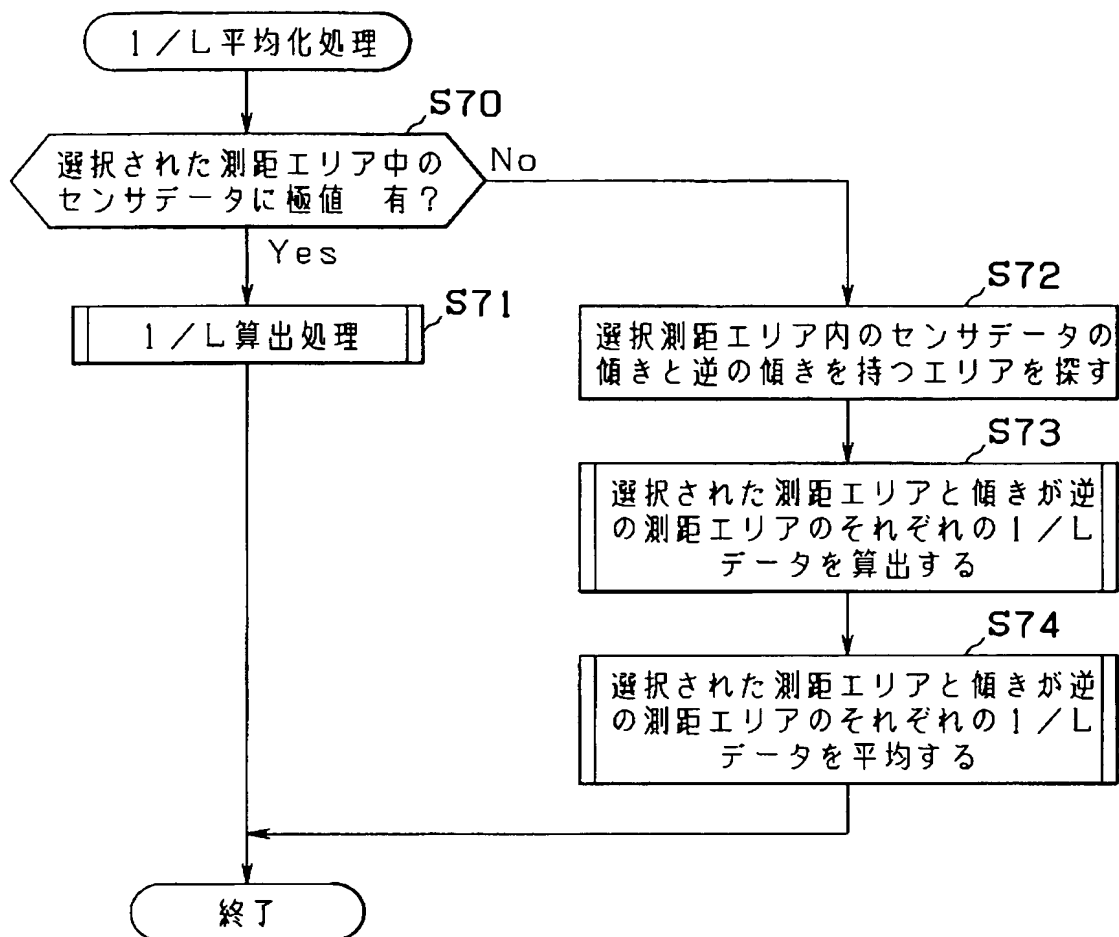 1／L平均化処理
S70
選択された測距エリア中の
センサデータに極値　有？
No
Yes
S71
1／L算出処理
S72
選択測距エリア内のセンサデータの
傾きと逆の傾きを持つエリアを探す
S73
選択された測距エリアと傾きが逆
の測距エリアのそれぞれの1／L
データを算出する
S74
選択された測距エリアと傾きが逆
の測距エリアのそれぞれの1／L
データを平均する
終了